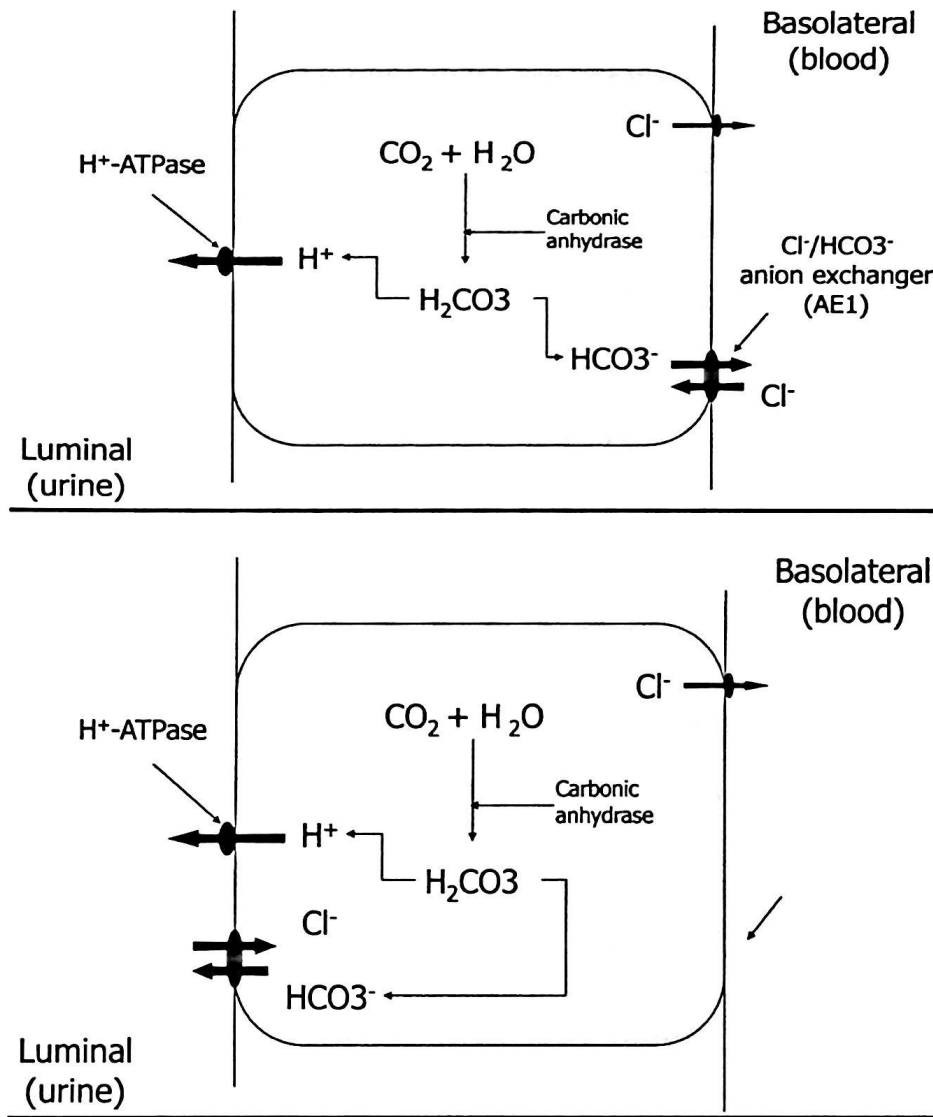 Basolateral
(blood)
Cl⁻
CO₂ + H₂O
H⁺-ATPase
Carbonic
anhydrase
Cl⁻/HCO3⁻
anion exchanger
(AE1)
H⁺
H₂CO3
HCO3⁻
Cl⁻
Luminal
(urine)
Basolateral
(blood)
Cl⁻
CO₂ + H₂O
H⁺-ATPase
Carbonic
anhydrase
H⁺
H₂CO3
Cl⁻
HCO3⁻
Luminal
(urine)